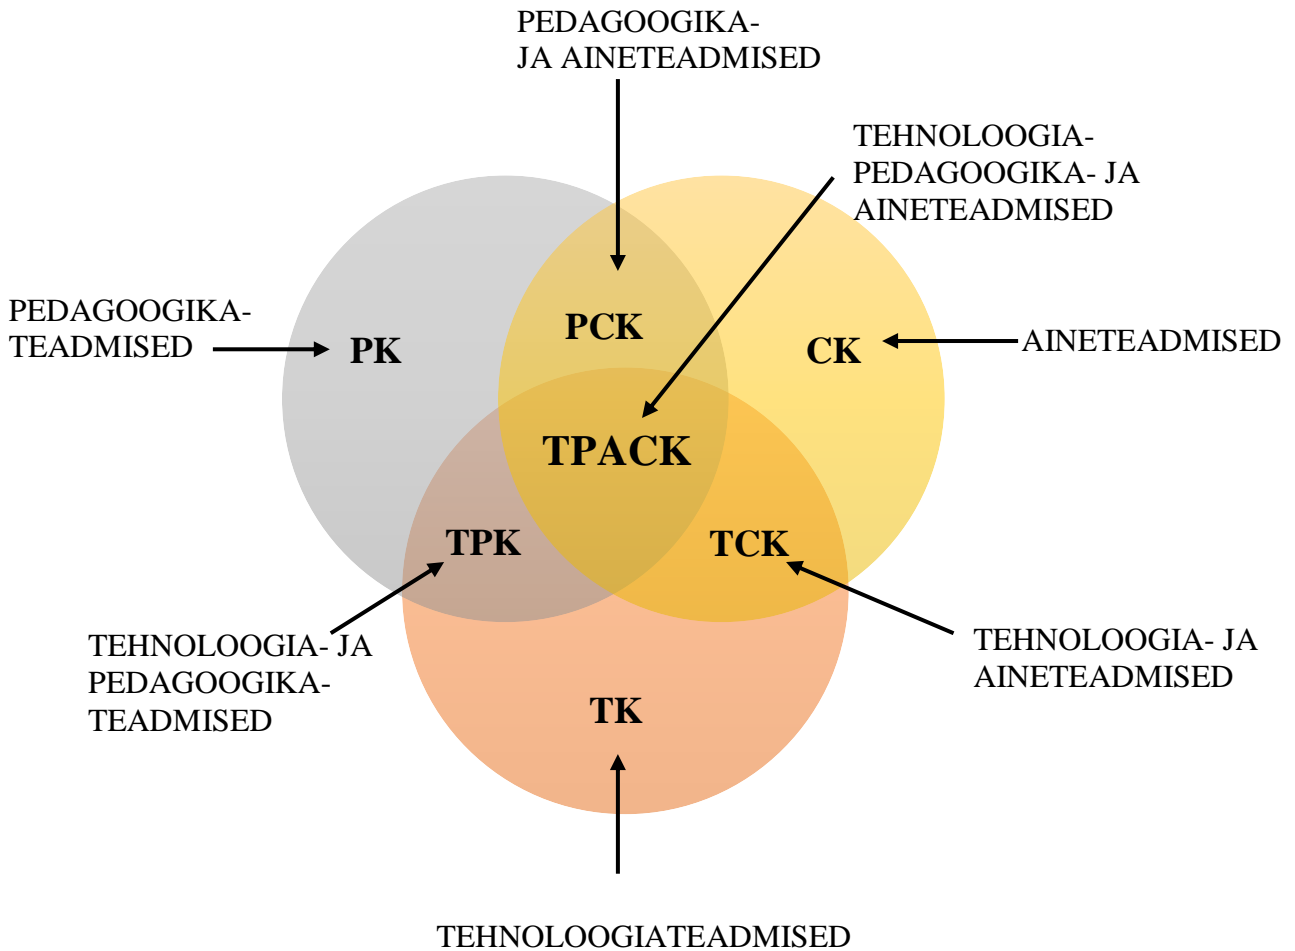 PEDAGOOGIKA-
JA AINETEADMISED
TEHNOLOOGIA-
PEDAGOOGIKA- JA
AINETEADMISED
PEDAGOOGIKA-
TEADMISED
PK
PCK
CK
AINETEADMISED
TPACK
TPK
TCK
TEHNOLOOGIA- JA
PEDAGOOGIKA-
TEADMISED
TEHNOLOOGIA- JA
AINETEADMISED
TK
TEHNOLOOGIATEADMISED